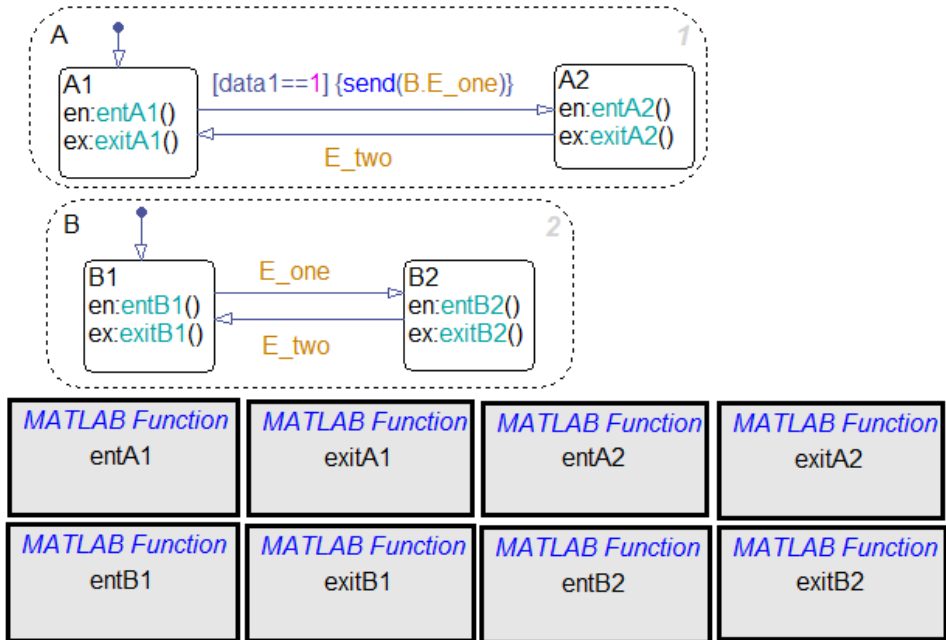 A
1
A1
en:entA1()
ex:exitA1()
[data1==1] {send(B.E_one)}
E_two
A2
en:entA2()
ex:exitA2()
B
2
B1
en:entB1()
ex:exitB1()
E_one
E_two
B2
en:entB2()
ex:exitB2()
MATLAB Function
entA1
MATLAB Function
exitA1
MATLAB Function
entA2
MATLAB Function
exitA2
MATLAB Function
entB1
MATLAB Function
exitB1
MATLAB Function
entB2
MATLAB Function
exitB2